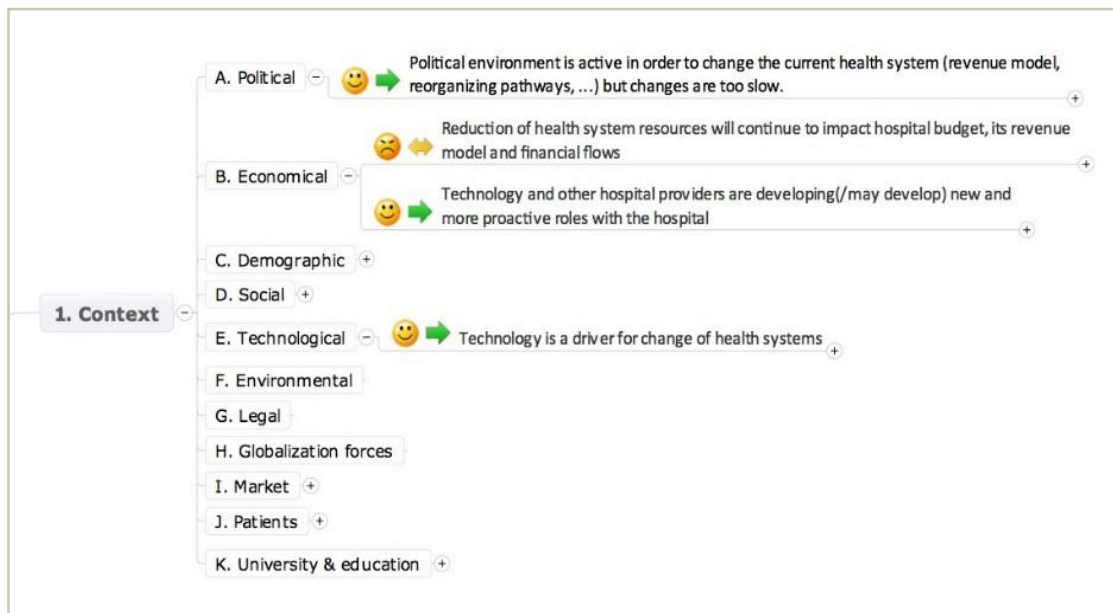 A. Political
Political environment is active in order to change the current health system (revenue model,
reorganizing pathways, ...) but changes are too slow.
B. Economical
Reduction of health system resources will continue to impact hospital budget, its revenue
model and financial flows
Technology and other hospital providers are developing(/may develop) new and
more proactive roles with the hospital
C. Demographic
D. Social
1. Context
E. Technological
Technology is a driver for change of health systems
F. Environmental
G. Legal
H. Globalization forces
I. Market
J. Patients
K. University & education